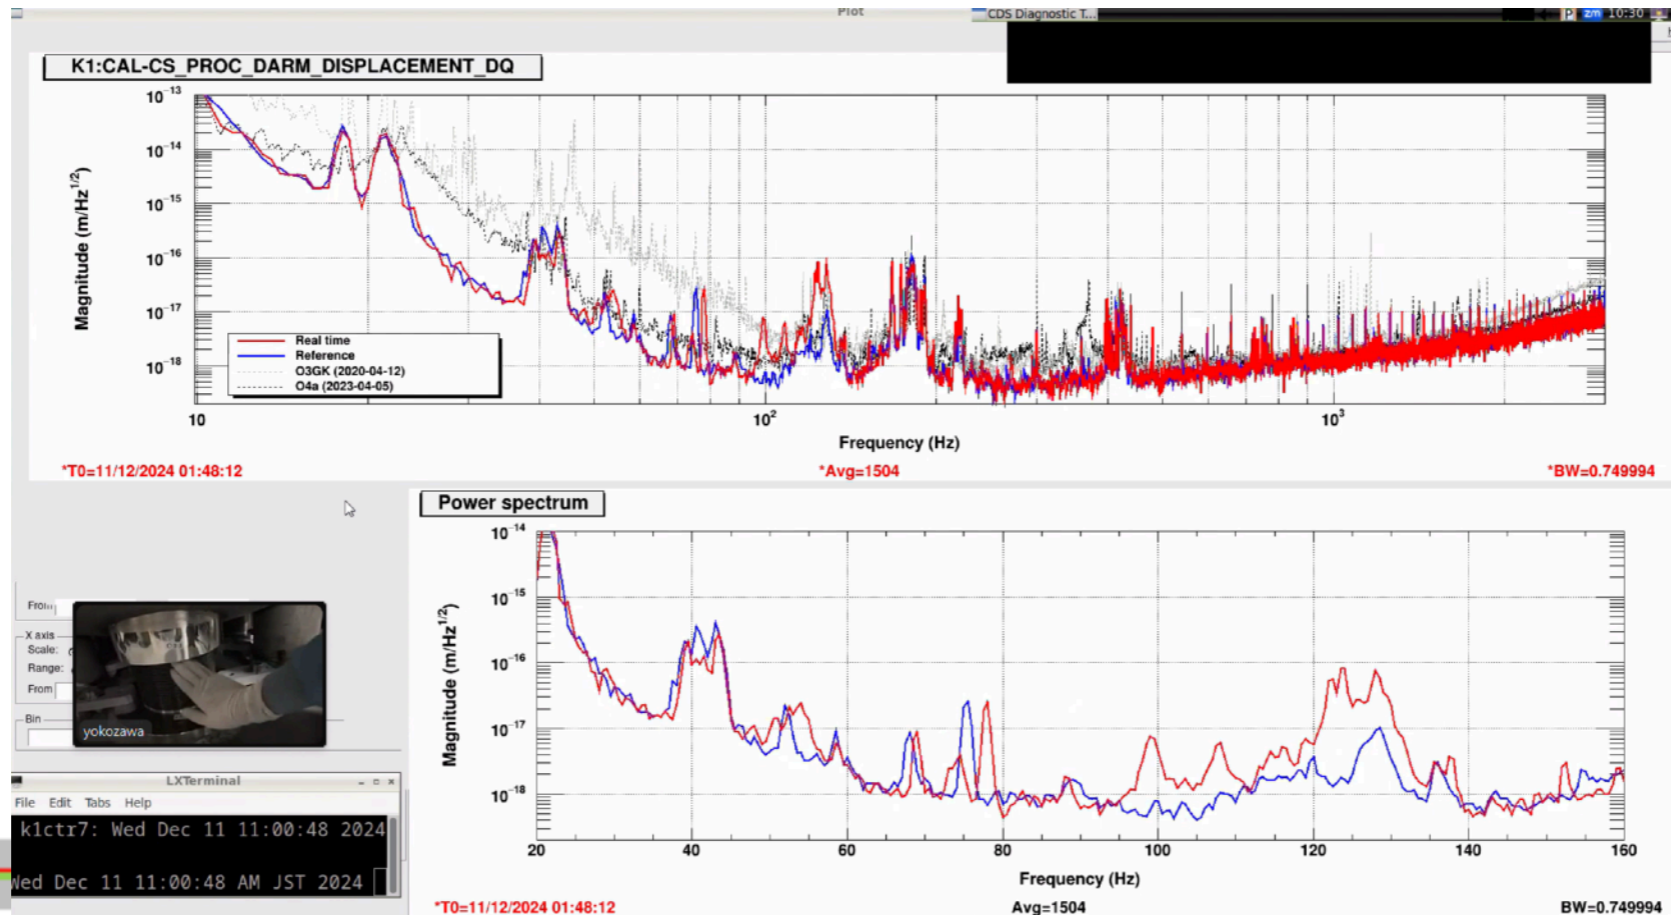 Plot
CDS Diagnostic T...
zm 10:30
K1:CAL-CS_PROC_DARM_DISPLACEMENT_DQ
Magnitude (m/Hz^1/2)
10^-13
10^-14
10^-15
10^-16
10^-17
10^-18
Real time
Reference
O3GK (2020-04-12)
O4a (2023-04-05)
10
10^2
10^3
Frequency (Hz)
*T0=11/12/2024 01:48:12
*Avg=1504
*BW=0.749994
Power spectrum
Magnitude (m/Hz^1/2)
10^-14
10^-15
10^-16
10^-17
10^-18
20
40
60
80
100
120
140
160
Frequency (Hz)
*T0=11/12/2024 01:48:12
Avg=1504
BW=0.749994
X axis
Scale:
Range:
From
Bin
yokozawa
LXTerminal
File Edit Tabs Help
k1ctr7: Wed Dec 11 11:00:48 2024
Wed Dec 11 11:00:48 AM JST 2024